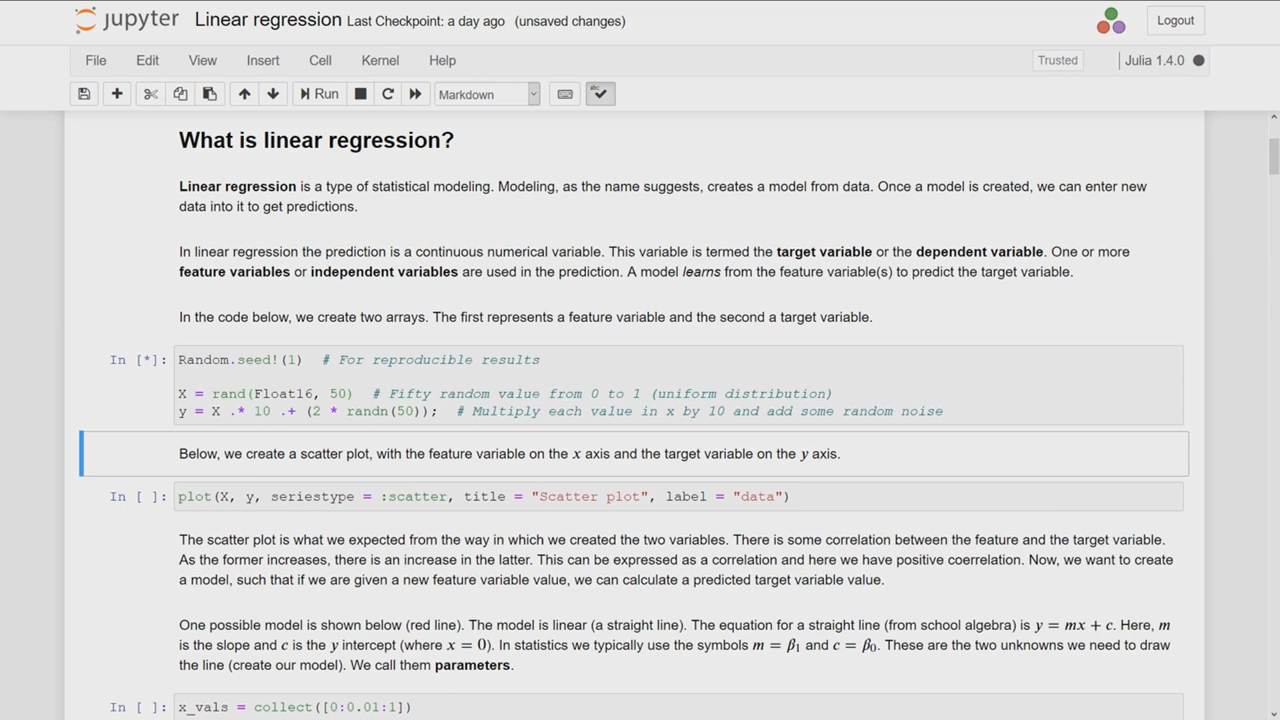 jupyter Linear regression Last Checkpoint: a day ago (unsaved changes) Logout
File Edit View Insert Cell Kernel Help Trusted Julia 1.4.0
Run Markdown abc
What is linear regression?
Linear regression is a type of statistical modeling. Modeling, as the name suggests, creates a model from data. Once a model is created, we can enter new
data into it to get predictions.
In linear regression the prediction is a continuous numerical variable. This variable is termed the target variable or the dependent variable. One or more
feature variables or independent variables are used in the prediction. A model learns from the feature variable(s) to predict the target variable.
In the code below, we create two arrays. The first represents a feature variable and the second a target variable.
In [*]: Random.seed!(1)  # For reproducible results
X = rand(Float16, 50)  # Fifty random value from 0 to 1 (uniform distribution)
y = X .* 10 .+ (2 * randn(50));  # Multiply each value in x by 10 and add some random noise
Below, we create a scatter plot, with the feature variable on the x axis and the target variable on the y axis.
In [ ]: plot(X, y, seriestype = :scatter, title = "Scatter plot", label = "data")
The scatter plot is what we expected from the way in which we created the two variables. There is some correlation between the feature and the target variable.
As the former increases, there is an increase in the latter. This can be expressed as a correlation and here we have positive coerrelation. Now, we want to create
a model, such that if we are given a new feature variable value, we can calculate a predicted target variable value.
One possible model is shown below (red line). The model is linear (a straight line). The equation for a straight line (from school algebra) is y = mx + c. Here, m
is the slope and c is the y intercept (where x = 0). In statistics we typically use the symbols m = β₁ and c = β₀. These are the two unknowns we need to draw
the line (create our model). We call them parameters.
In [ ]: x_vals = collect([0:0.01:1])